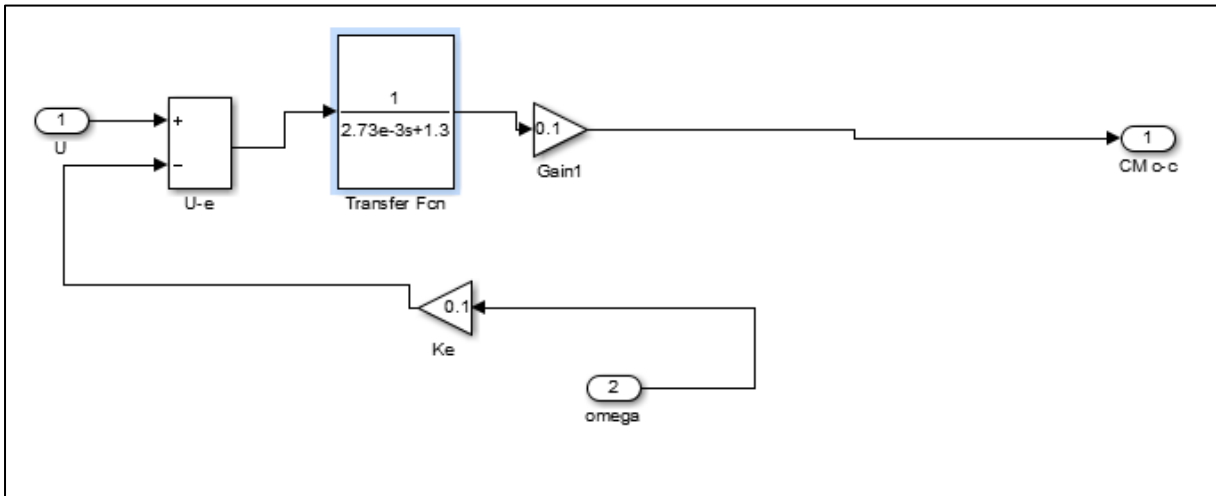 1
U
+
−
U-e
1
2.73e-3s+1.3
Transfer Fcn
0.1
Gain1
1
CM c-c
0.1
Ke
2
omega